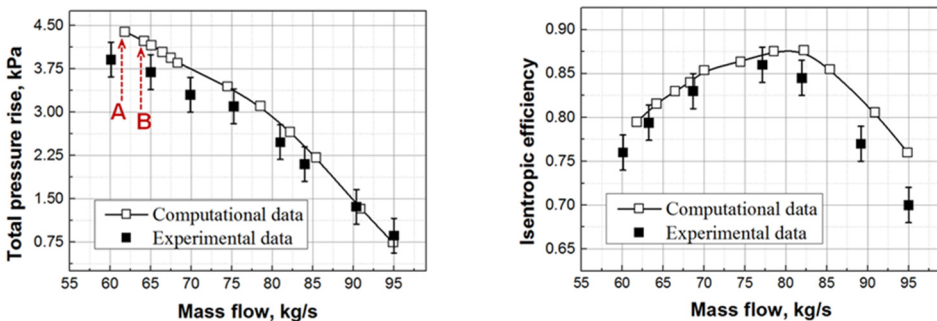 Total pressure rise, kPa
4.50
3.75
3.00
2.25
1.50
0.75
A
B
Computational data
Experimental data
55 60 65 70 75 80 85 90 95
Mass flow, kg/s
Isentropic efficiency
0.90
0.85
0.80
0.75
0.70
0.65
Computational data
Experimental data
55 60 65 70 75 80 85 90 95
Mass flow, kg/s